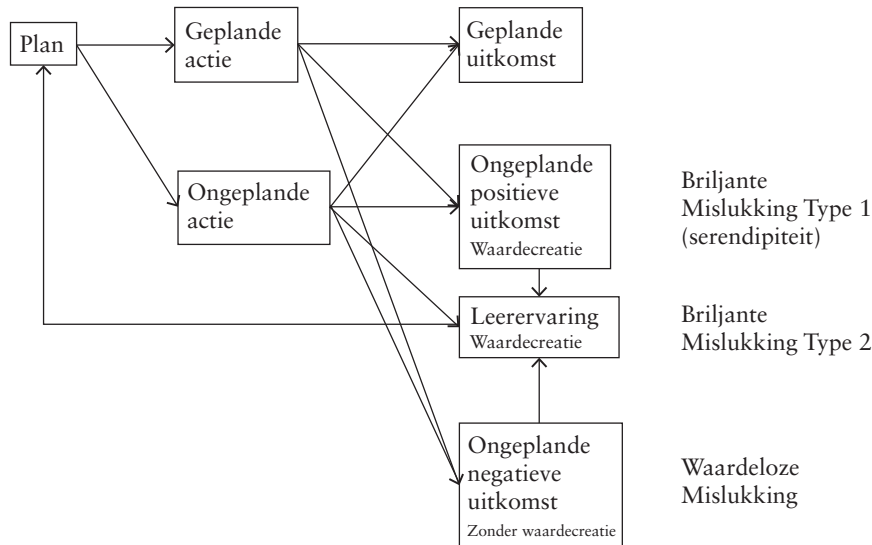 Plan
Geplande
actie
Geplande
uitkomst
Ongeplande
actie
Ongeplande
positieve
uitkomst
Waardecreatie
Briljante
Mislukking Type 1
(serendipiteit)
Leerervaring
Waardecreatie
Briljante
Mislukking Type 2
Ongeplande
negatieve
uitkomst
Zonder waardecreatie
Waardeloze
Mislukking